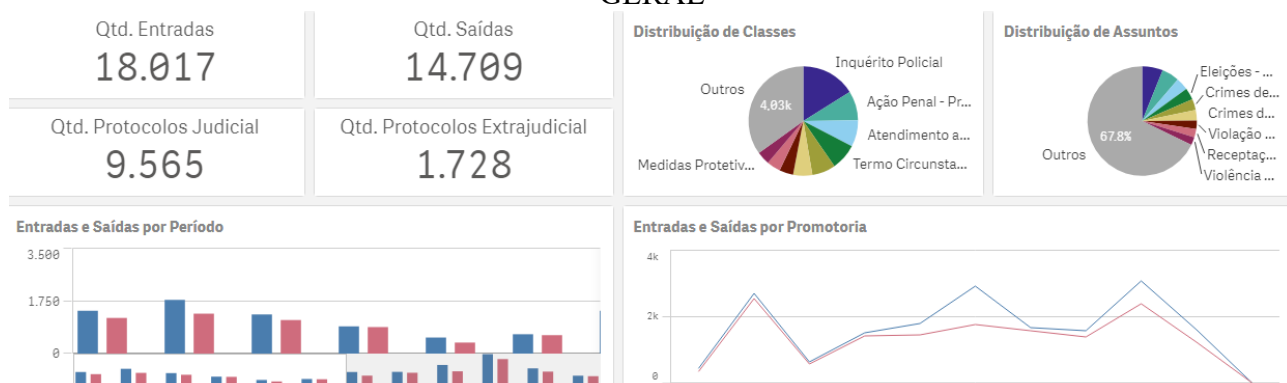 GERAL
Qtd. Entradas
18.017
Qtd. Saídas
14.709
Qtd. Protocolos Judicial
9.565
Qtd. Protocolos Extrajudicial
1.728
Distribuição de Classes
Inquérito Policial
Outros
4,03k
Ação Penal - Pr...
Atendimento a...
Medidas Protetiv...
Termo Circunsta...
Distribuição de Assuntos
Eleições - ...
Crimes de...
Crimes d...
67.8%
Violação ...
Outros
Receptaç...
Violência ...
Entradas e Saídas por Período
3.500
1.750
0
Entradas e Saídas por Promotoria
4k
2k
0